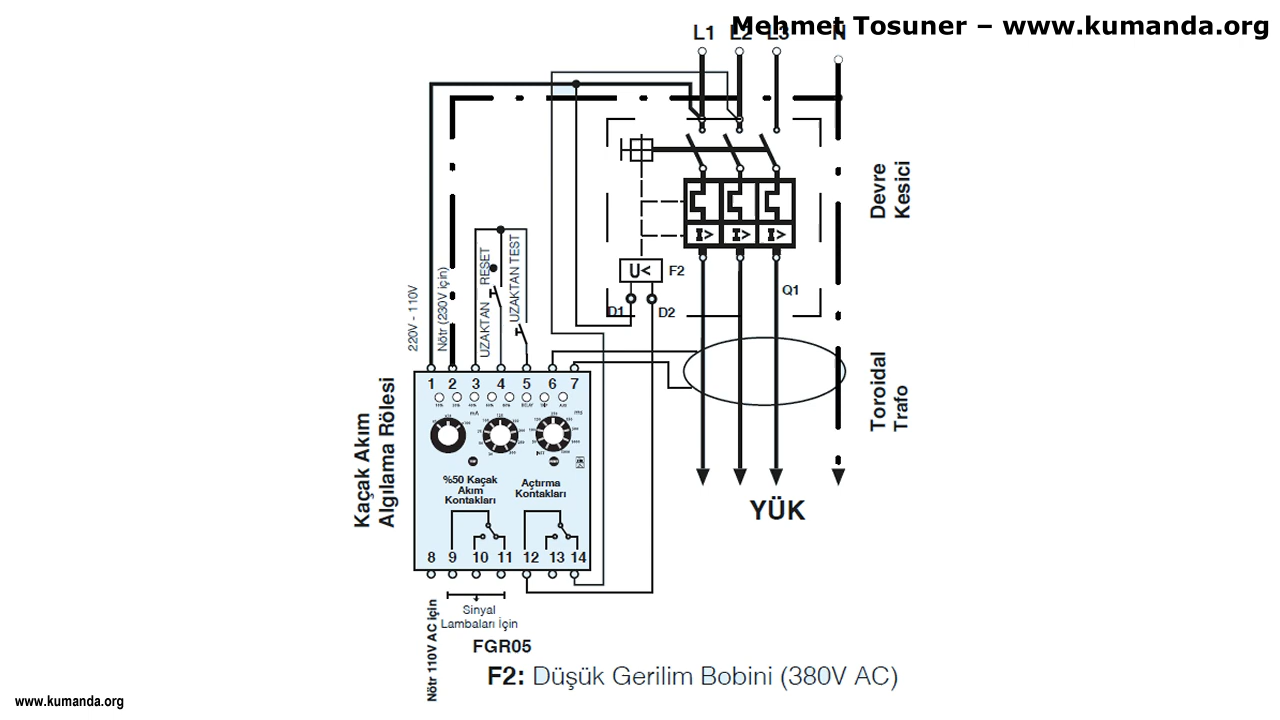 Mehmet Tosuner – www.kumanda.org
L1 L2 L3 N
Devre
Kesici
U< F2
I> I> I>
D1 D2
Q1
220V - 110V
Nötr (230V için)
UZAKTAN RESET
UZAKTAN TEST
Toroidal
Trafo
1 2 3 4 5 6 7
Kaçak Akım
Algılama Rölesi
%50 Kaçak
Akım
Kontakları
Açtırma
Kontakları
YÜK
8 9 10 11 12 13 14
Nötr 110V AC için
Sinyal
Lambaları İçin
FGR05
F2: Düşük Gerilim Bobini (380V AC)
www.kumanda.org